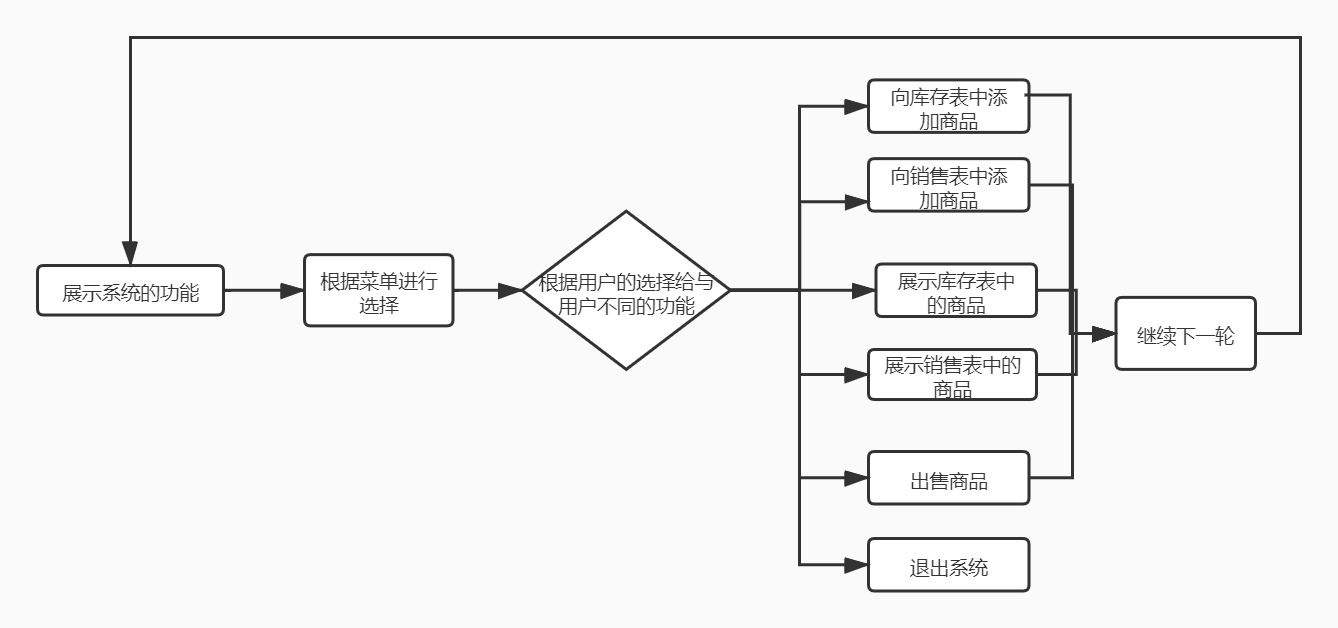 展示系统的功能
根据菜单进行
选择
根据用户的选择给与
用户不同的功能
向库存表中添
加商品
向销售表中添
加商品
展示库存表中
的商品
展示销售表中的
商品
出售商品
退出系统
继续下一轮